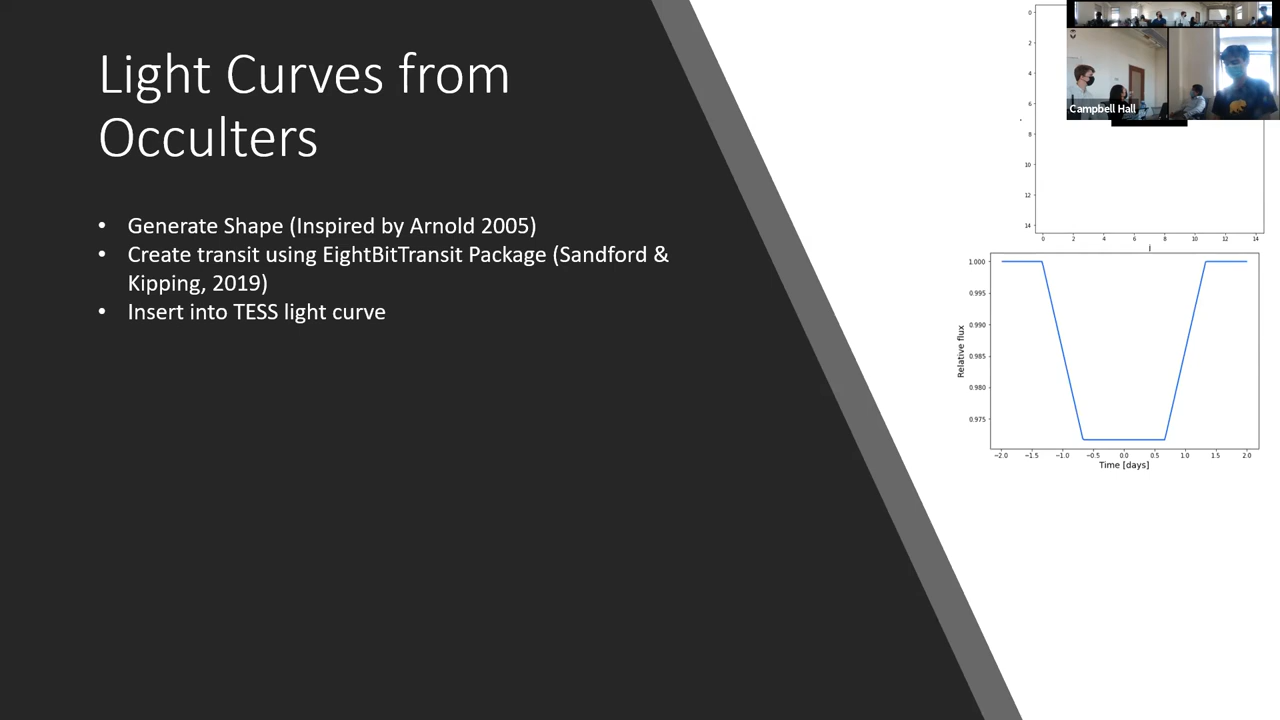 Light Curves from
Occulters
• Generate Shape (Inspired by Arnold 2005)
• Create transit using EightBitTransit Package (Sandford &
Kipping, 2019)
• Insert into TESS light curve
0
2
4
6
8
10
12
14
0 2 4 6 8 10 12 14
j
Campbell Hall
1.000
0.995
0.990
0.985
0.980
0.975
Relative flux
−2.0 −1.5 −1.0 −0.5 0.0 0.5 1.0 1.5 2.0
Time [days]